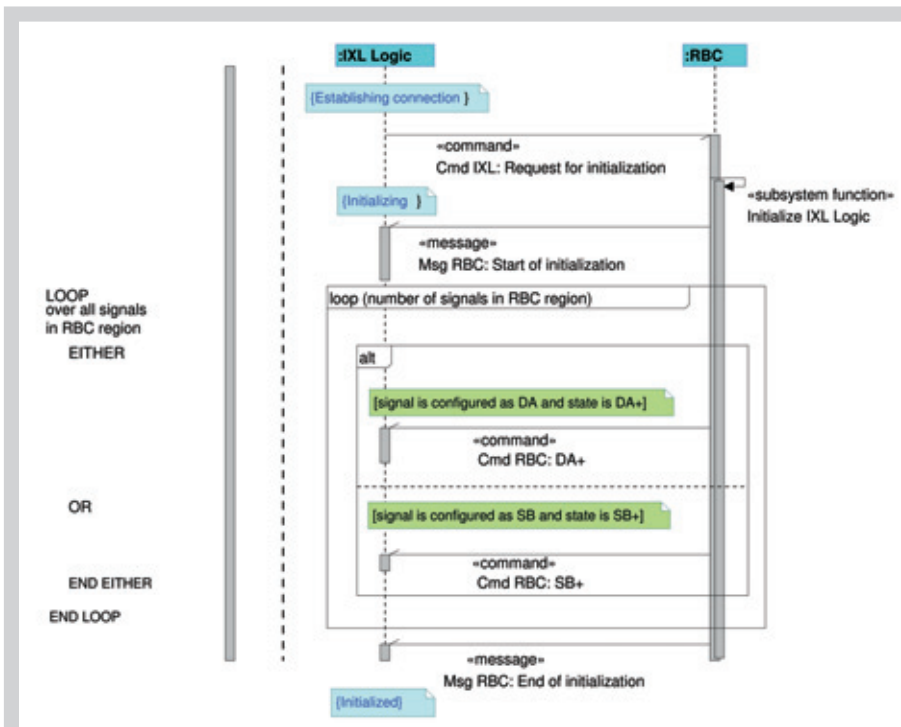 :IXL Logic
:RBC
{Establishing connection }
«command»
Cmd IXL: Request for initialization
«subsystem function»
Initialize IXL Logic
{Initializing }
«message»
Msg RBC: Start of initialization
LOOP
over all signals
in RBC region
loop (number of signals in RBC region)
EITHER
alt
[signal is configured as DA and state is DA+]
«command»
Cmd RBC: DA+
OR
[signal is configured as SB and state is SB+]
«command»
Cmd RBC: SB+
END EITHER
END LOOP
«message»
Msg RBC: End of initialization
{Initialized}